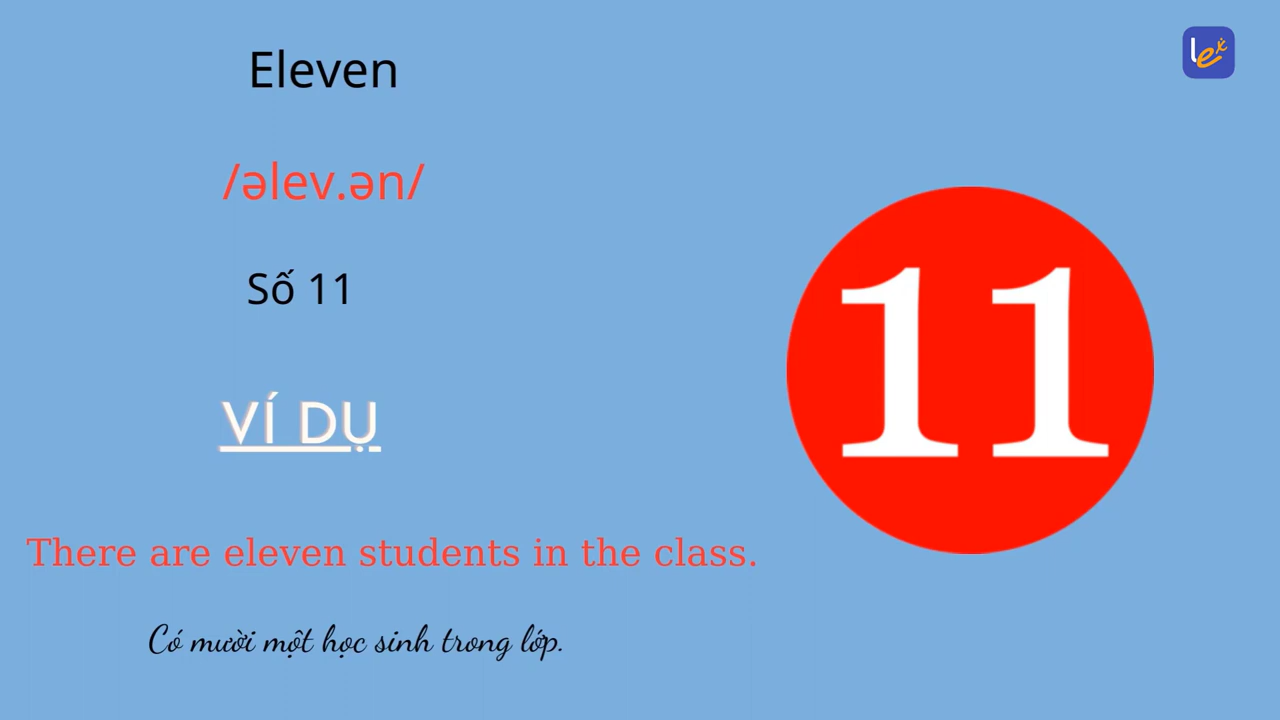 Eleven
/əlev.ən/
Số 11
VÍ DỤ
There are eleven students in the class.
Có mười một học sinh trong lớp.
11
lex